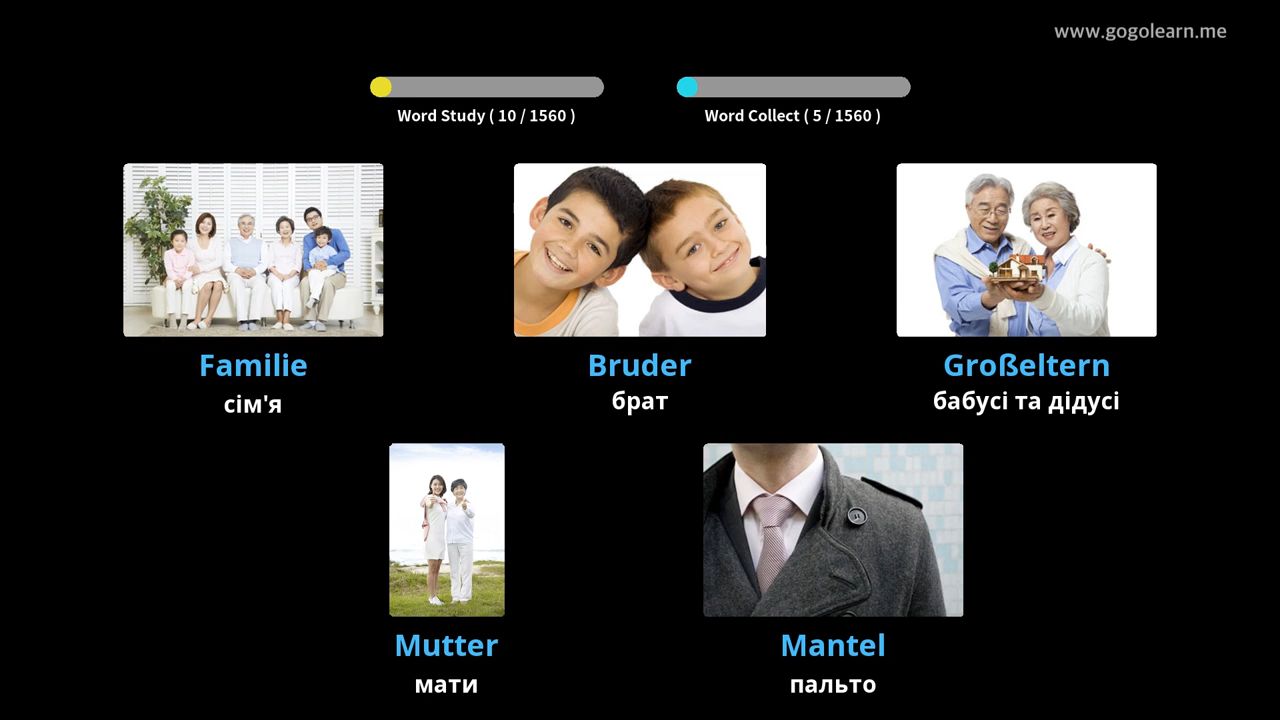 www.gogolearn.me
Word Study ( 10 / 1560 )
Word Collect ( 5 / 1560 )
Familie
сім'я
Bruder
брат
Großeltern
бабусі та дідусі
Mutter
мати
Mantel
пальто